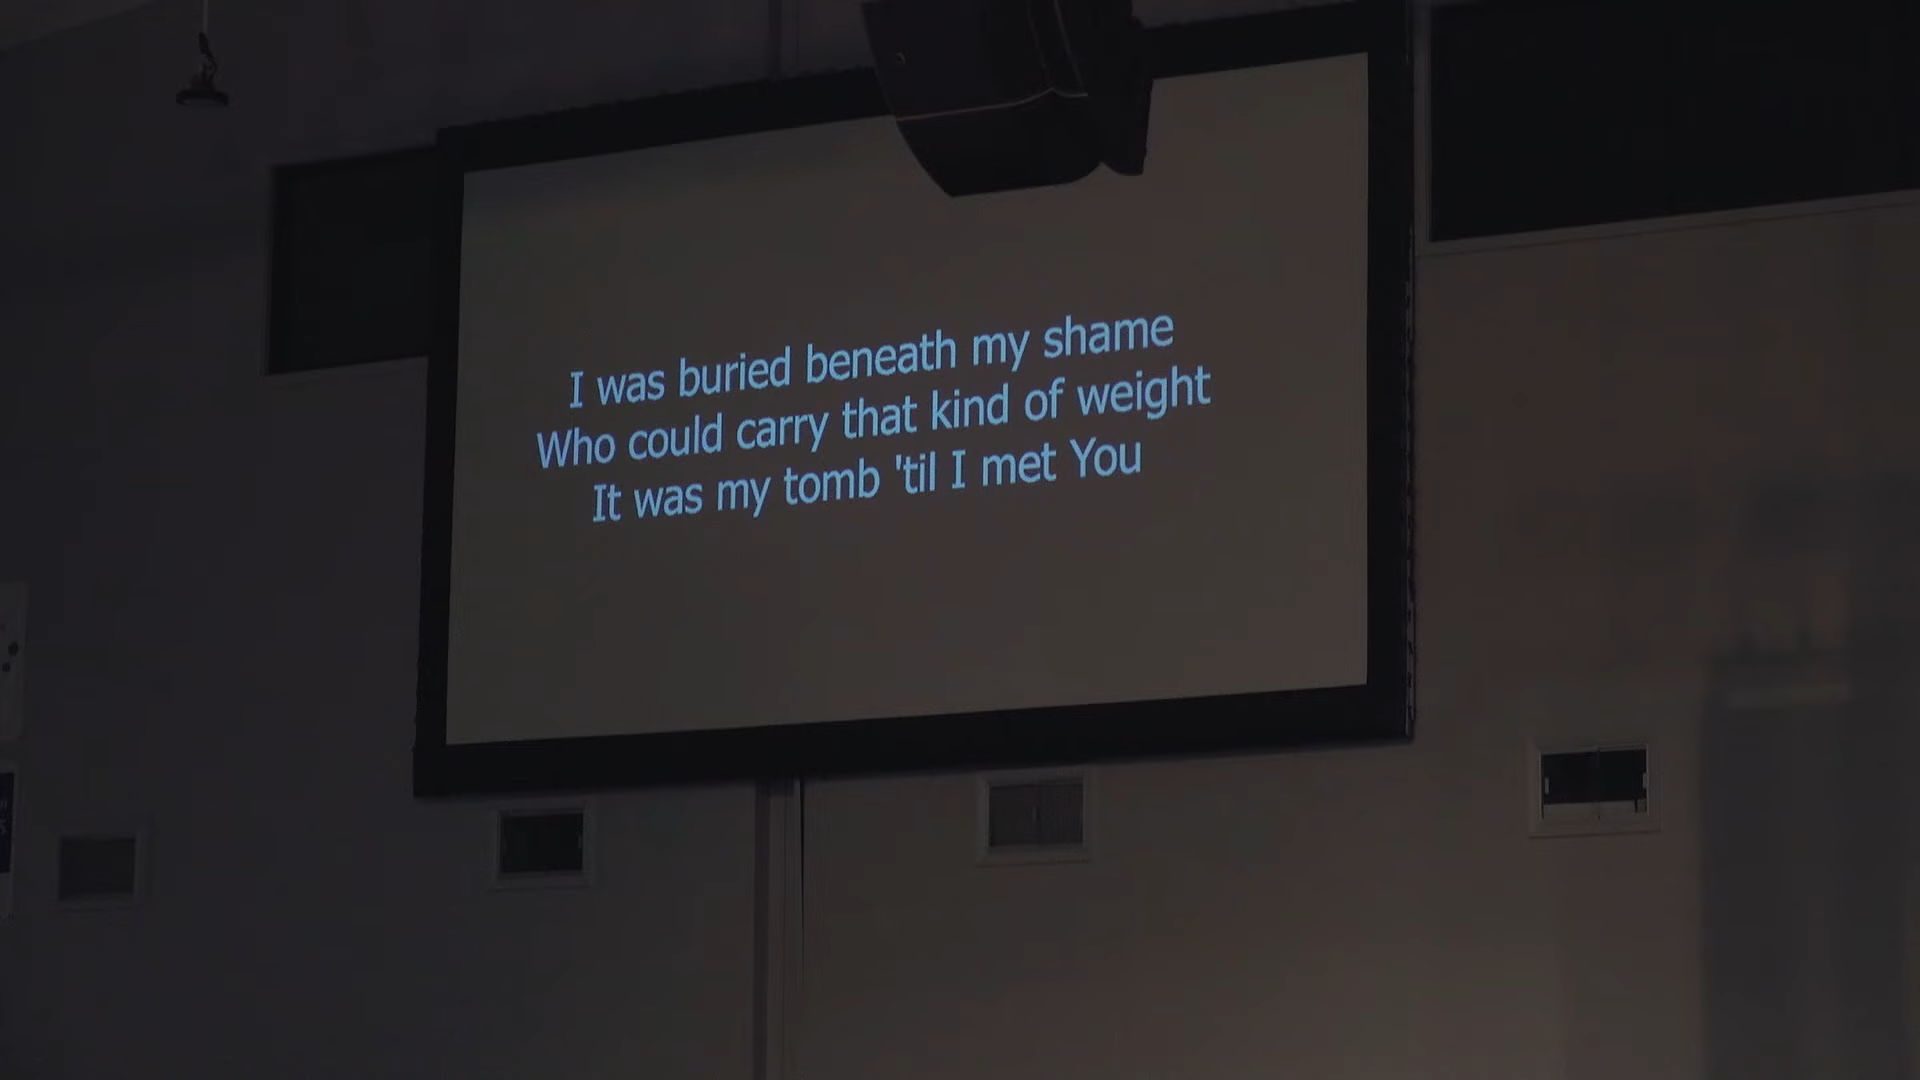 I was buried beneath my shame
Who could carry that kind of weight
It was my tomb 'til I met You